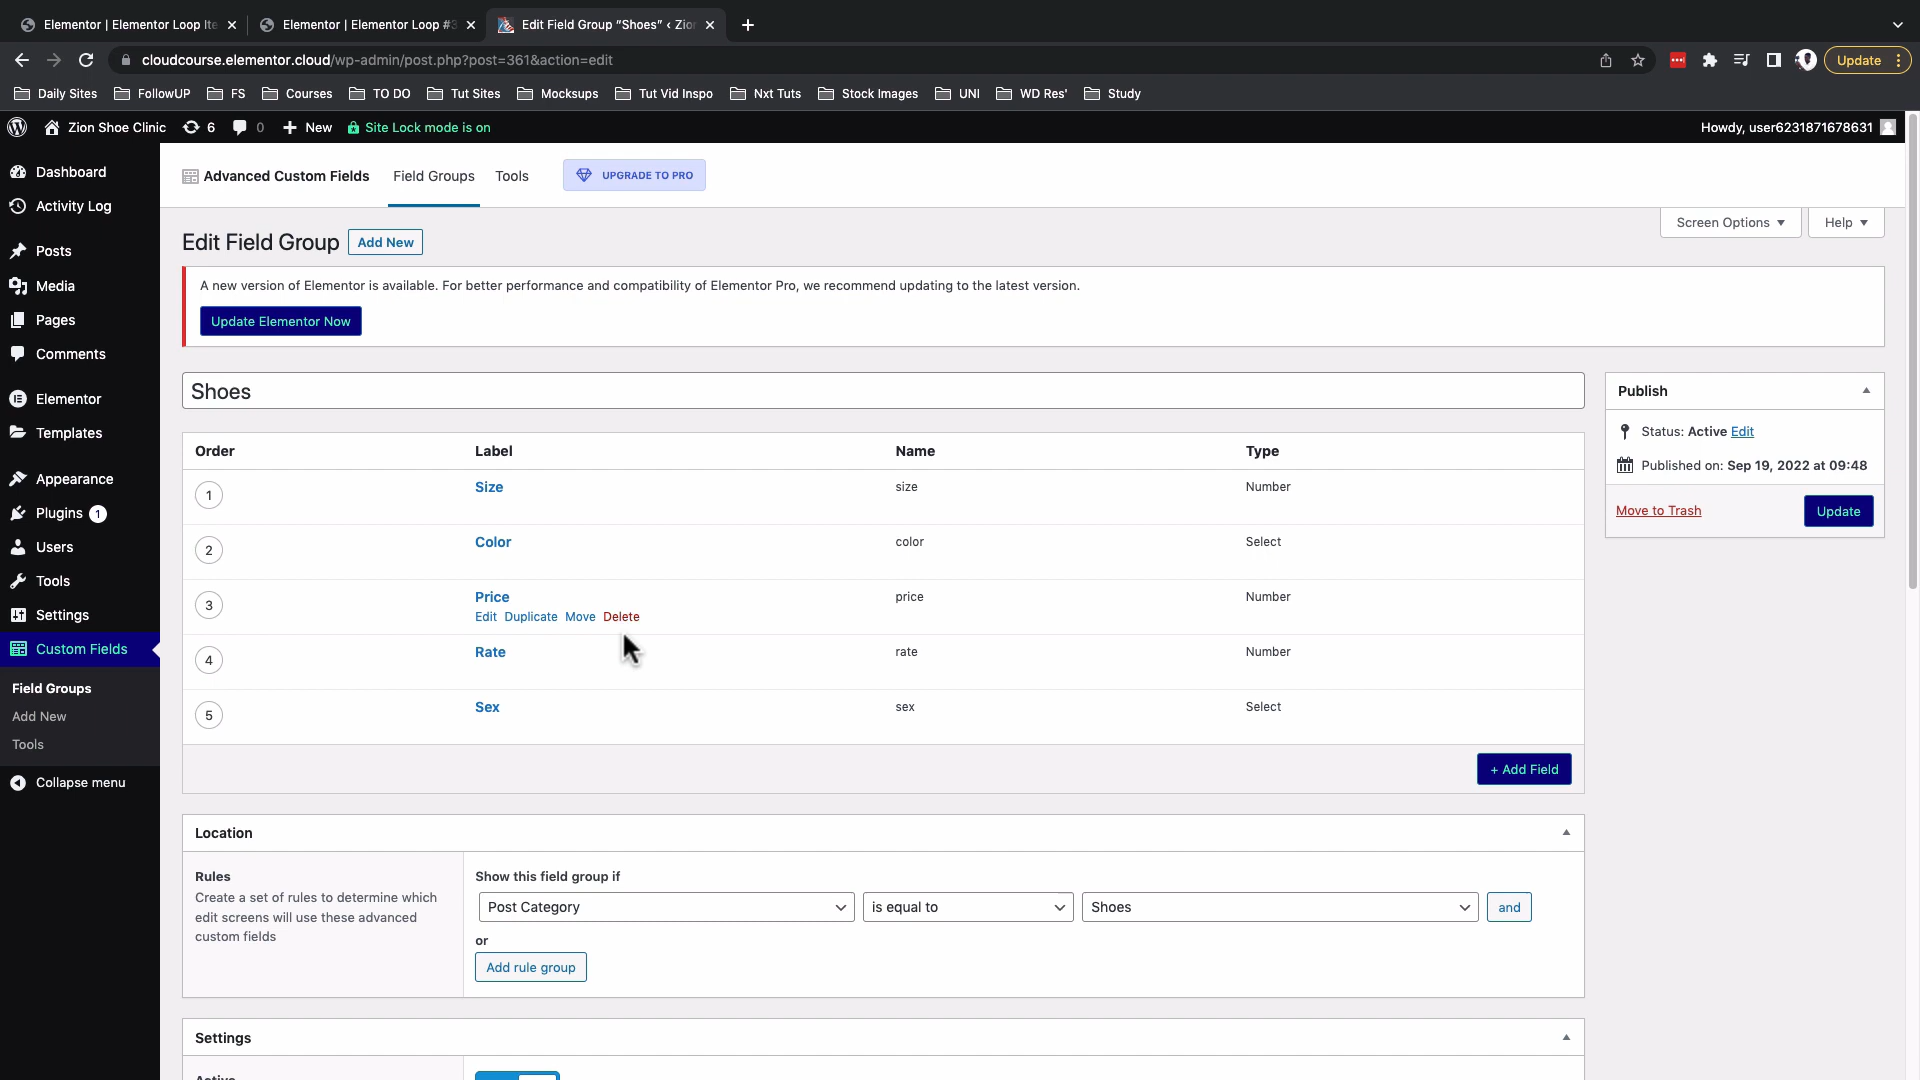 Elementor | Elementor Loop Ite
Elementor | Elementor Loop #3
Edit Field Group "Shoes" ‹ Zion
cloudcourse.elementor.cloud/wp-admin/post.php?post=361&action=edit
Update
Daily Sites
FollowUP
FS
Courses
TO DO
Tut Sites
Mocksups
Tut Vid Inspo
Nxt Tuts
Stock Images
UNI
WD Res'
Study
Zion Shoe Clinic
6
0
New
Site Lock mode is on
Howdy, user6231871678631
Dashboard
Activity Log
Posts
Media
Pages
Comments
Elementor
Templates
Appearance
Plugins 1
Users
Tools
Settings
Custom Fields
Field Groups
Add New
Tools
Collapse menu
Advanced Custom Fields
Field Groups
Tools
UPGRADE TO PRO
Screen Options
Help
Edit Field Group
Add New
A new version of Elementor is available. For better performance and compatibility of Elementor Pro, we recommend updating to the latest version.
Update Elementor Now
Shoes
Order Label Name Type
1 Size size Number
2 Color color Select
3 Price price Number
Edit Duplicate Move Delete
4 Rate rate Number
5 Sex sex Select
+ Add Field
Publish
Status: Active Edit
Published on: Sep 19, 2022 at 09:48
Move to Trash
Update
Location
Rules
Create a set of rules to determine which
edit screens will use these advanced
custom fields
Show this field group if
Post Category
is equal to
Shoes
and
or
Add rule group
Settings
Active